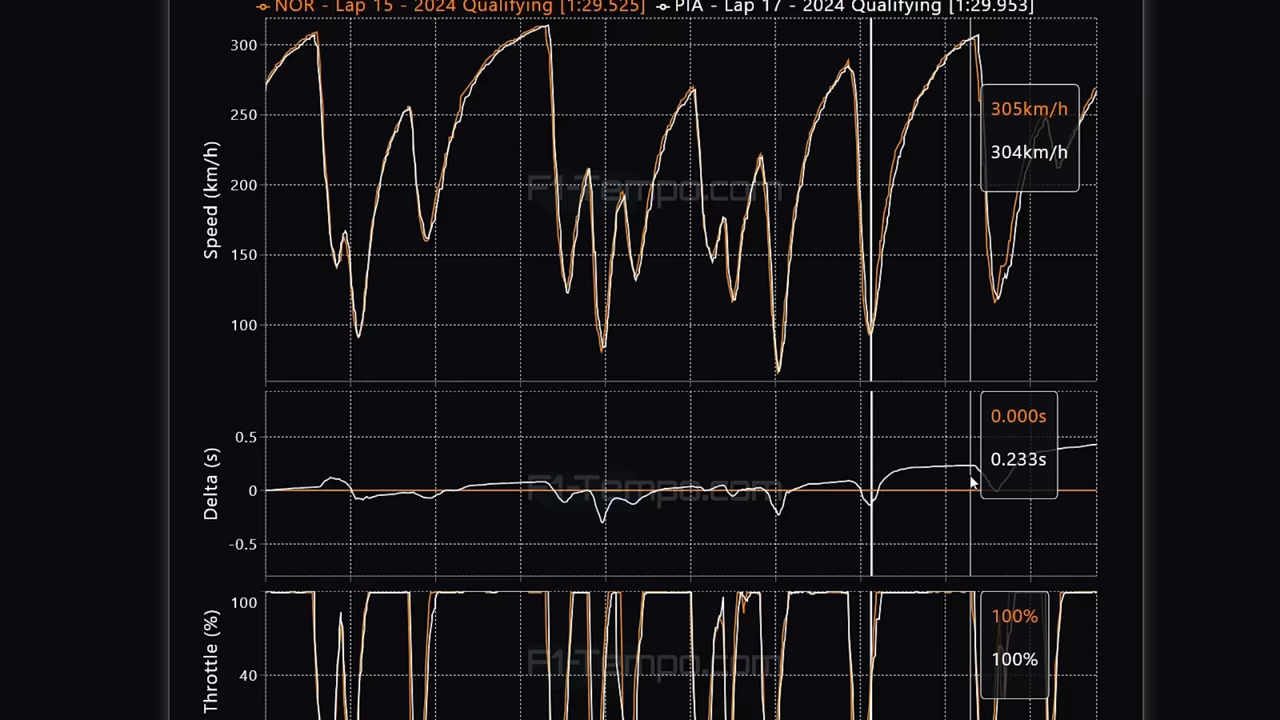 NOR - Lap 15 - 2024 Qualifying [1:29.525] PIA - Lap 17 - 2024 Qualifying [1:29.953]
300
250
200
150
100
Speed (km/h)
F1-Tempo.com
305km/h
304km/h
0.5
0
-0.5
Delta (s)
F1-Tempo.com
0.000s
0.233s
100
40
Throttle (%)
F1-Tempo.com
100%
100%